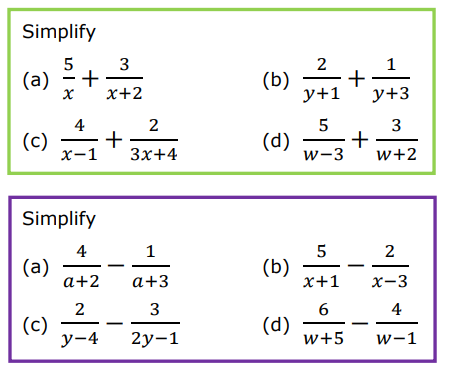 Simplify
(a) 5/x + 3/(x+2) (b) 2/(y+1) + 1/(y+3)
(c) 4/(x−1) + 2/(3x+4) (d) 5/(w−3) + 3/(w+2)
Simplify
(a) 4/(a+2) − 1/(a+3) (b) 5/(x+1) − 2/(x−3)
(c) 2/(y−4) − 3/(2y−1) (d) 6/(w+5) − 4/(w−1)